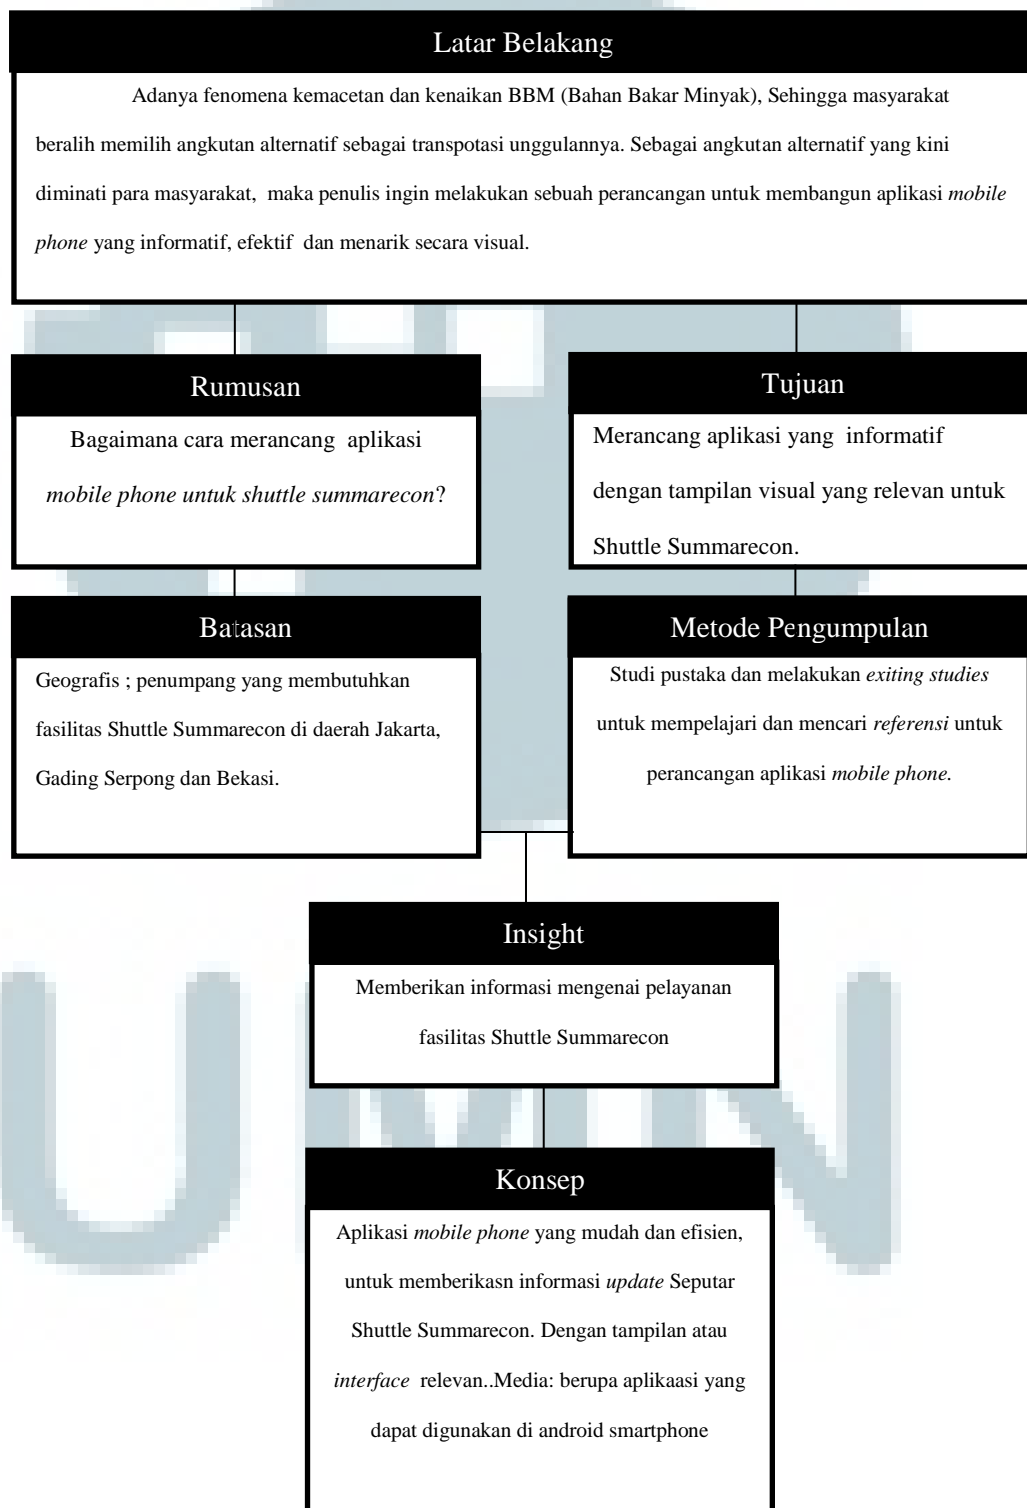 Latar Belakang
Adanya fenomena kemacetan dan kenaikan BBM (Bahan Bakar Minyak), Sehingga masyarakat
beralih memilih angkutan alternatif sebagai transpotasi unggulannya. Sebagai angkutan alternatif yang kini
diminati para masyarakat, maka penulis ingin melakukan sebuah perancangan untuk membangun aplikasi mobile
phone yang informatif, efektif dan menarik secara visual.
Rumusan
Bagaimana cara merancang aplikasi
mobile phone untuk shuttle summarecon?
Tujuan
Merancang aplikasi yang informatif
dengan tampilan visual yang relevan untuk
Shuttle Summarecon.
Batasan
Geografis ; penumpang yang membutuhkan
fasilitas Shuttle Summarecon di daerah Jakarta,
Gading Serpong dan Bekasi.
Metode Pengumpulan
Studi pustaka dan melakukan exiting studies
untuk mempelajari dan mencari referensi untuk
perancangan aplikasi mobile phone.
Insight
Memberikan informasi mengenai pelayanan
fasilitas Shuttle Summarecon
Konsep
Aplikasi mobile phone yang mudah dan efisien,
untuk memberikasn informasi update Seputar
Shuttle Summarecon. Dengan tampilan atau
interface relevan..Media: berupa aplikaasi yang
dapat digunakan di android smartphone
UMN